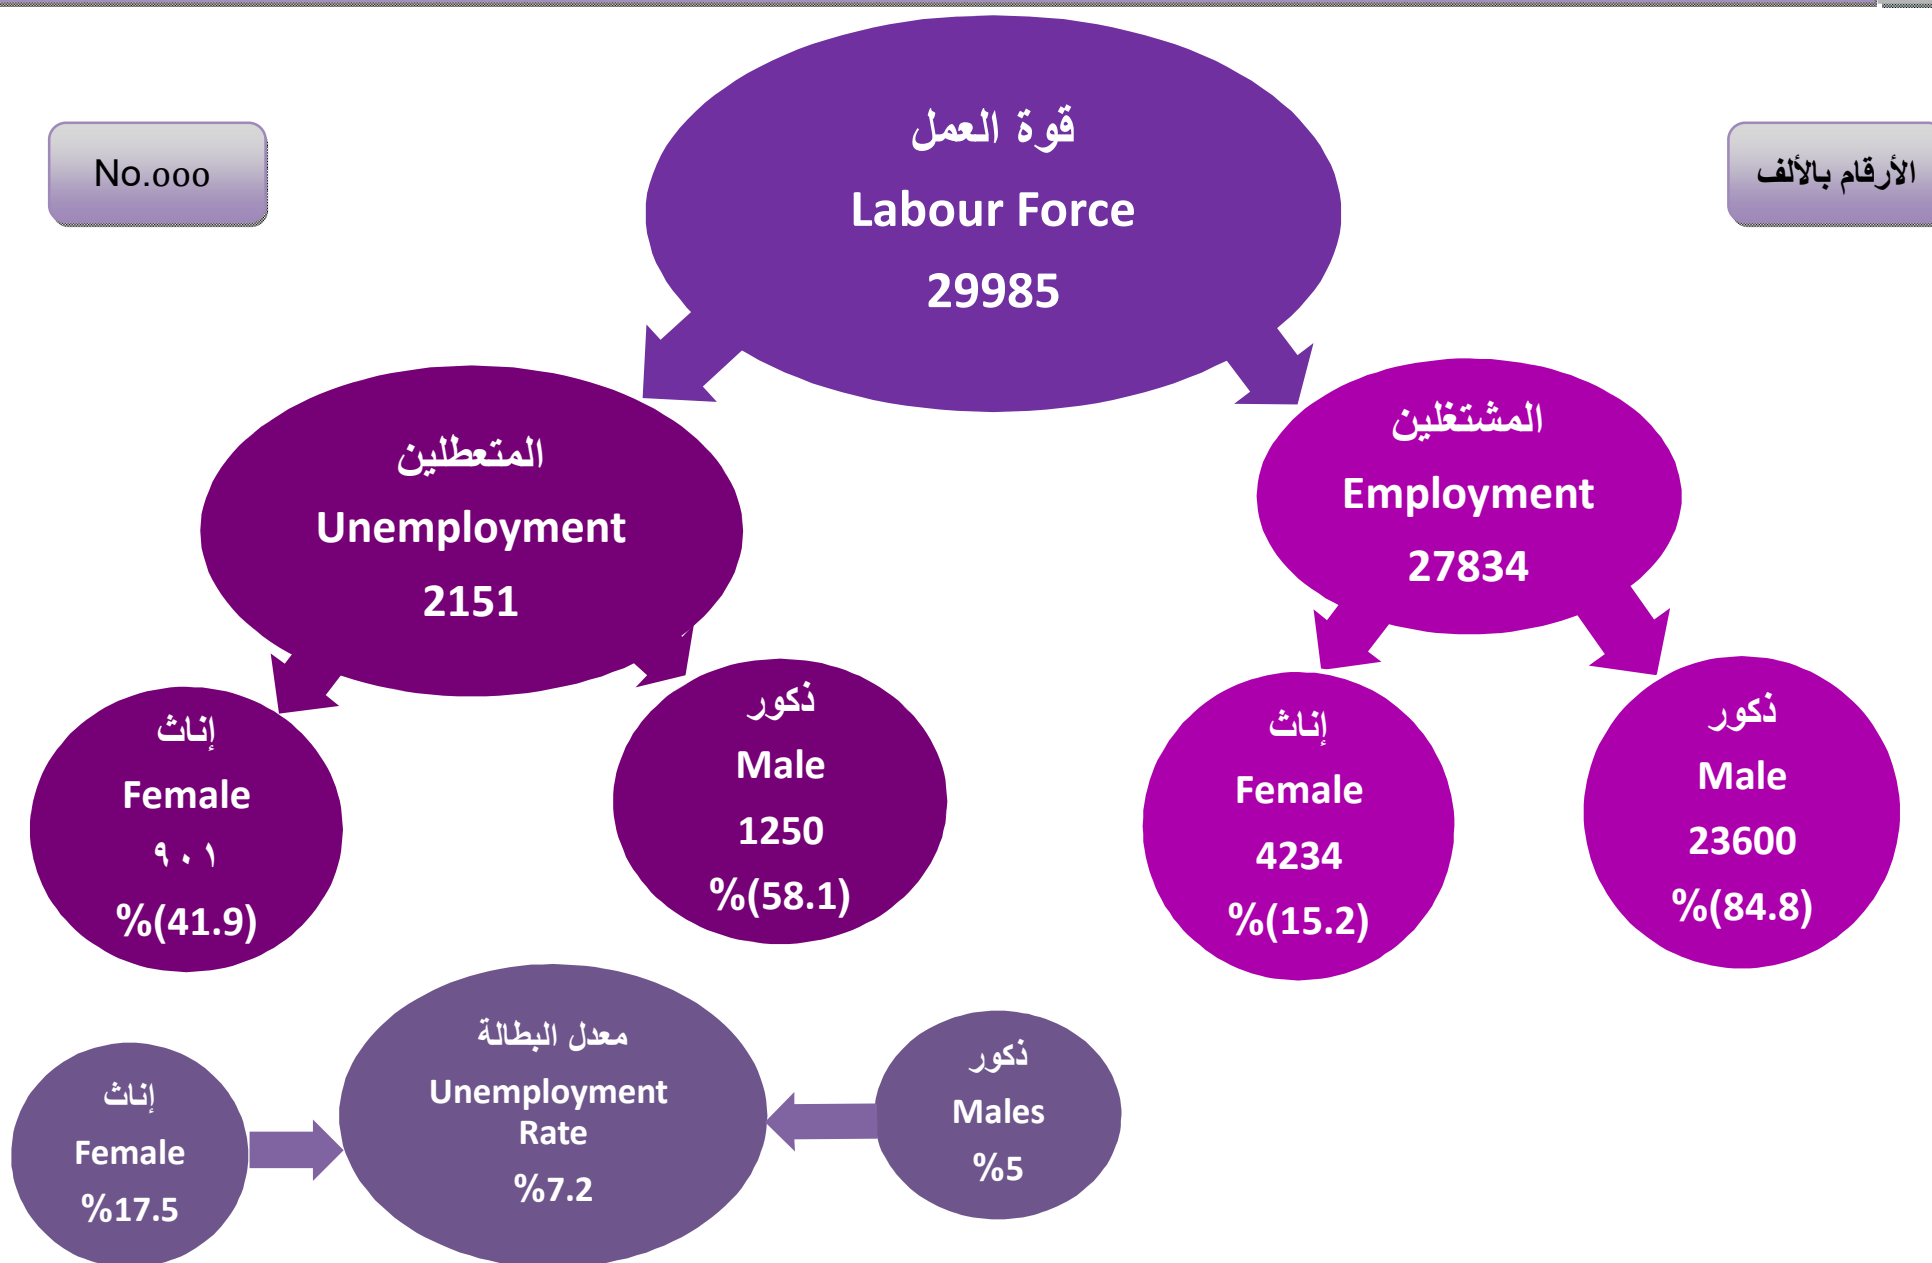 No.ooo
الأرقام بالألف
قوة العمل
Labour Force
29985
المتعطلين
Unemployment
2151
المشتغلين
Employment
27834
إناث
Female
٩٠١
%(41.9)
ذكور
Male
1250
%(58.1)
إناث
Female
4234
%(15.2)
ذكور
Male
23600
%(84.8)
إناث
Female
%17.5
معدل البطالة
Unemployment
Rate
%7.2
ذكور
Males
%5